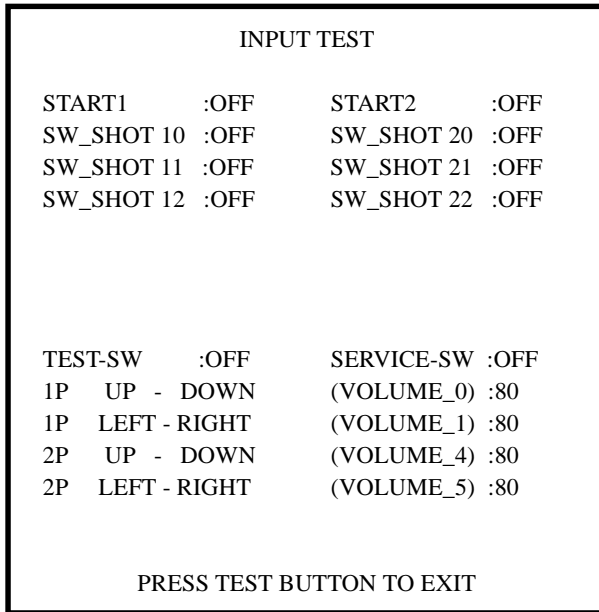 INPUT TEST
START1 :OFF START2 :OFF
SW_SHOT 10 :OFF SW_SHOT 20 :OFF
SW_SHOT 11 :OFF SW_SHOT 21 :OFF
SW_SHOT 12 :OFF SW_SHOT 22 :OFF
TEST-SW :OFF SERVICE-SW :OFF
1P UP - DOWN (VOLUME_0) :80
1P LEFT - RIGHT (VOLUME_1) :80
2P UP - DOWN (VOLUME_4) :80
2P LEFT - RIGHT (VOLUME_5) :80
PRESS TEST BUTTON TO EXIT